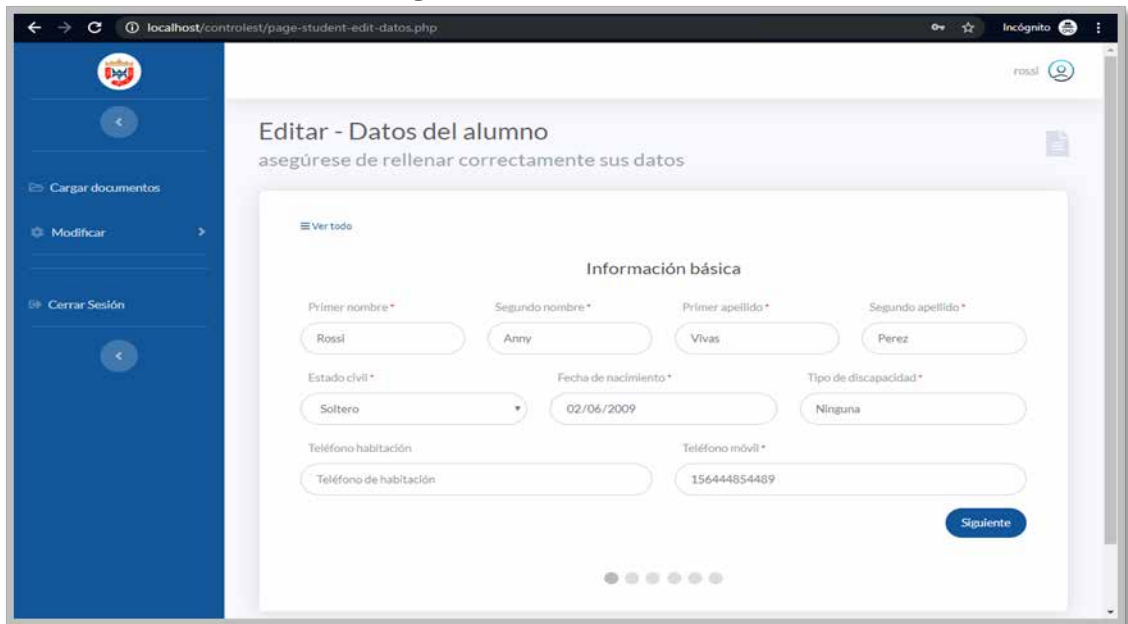 localhost/controlest/page-student-edit-datos.php
Incógnito
rossi
Editar - Datos del alumno
asegúrese de rellenar correctamente sus datos
Cargar documentos
Modificar
Cerrar Sesión
Ver todo
Información básica
Primer nombre * Segundo nombre * Primer apellido * Segundo apellido *
Rossi Anny Vivas Perez
Estado civil * Fecha de nacimiento * Tipo de discapacidad *
Soltero 02/06/2009 Ninguna
Teléfono habitación Teléfono móvil *
Teléfono de habitación 156444854489
Siguiente